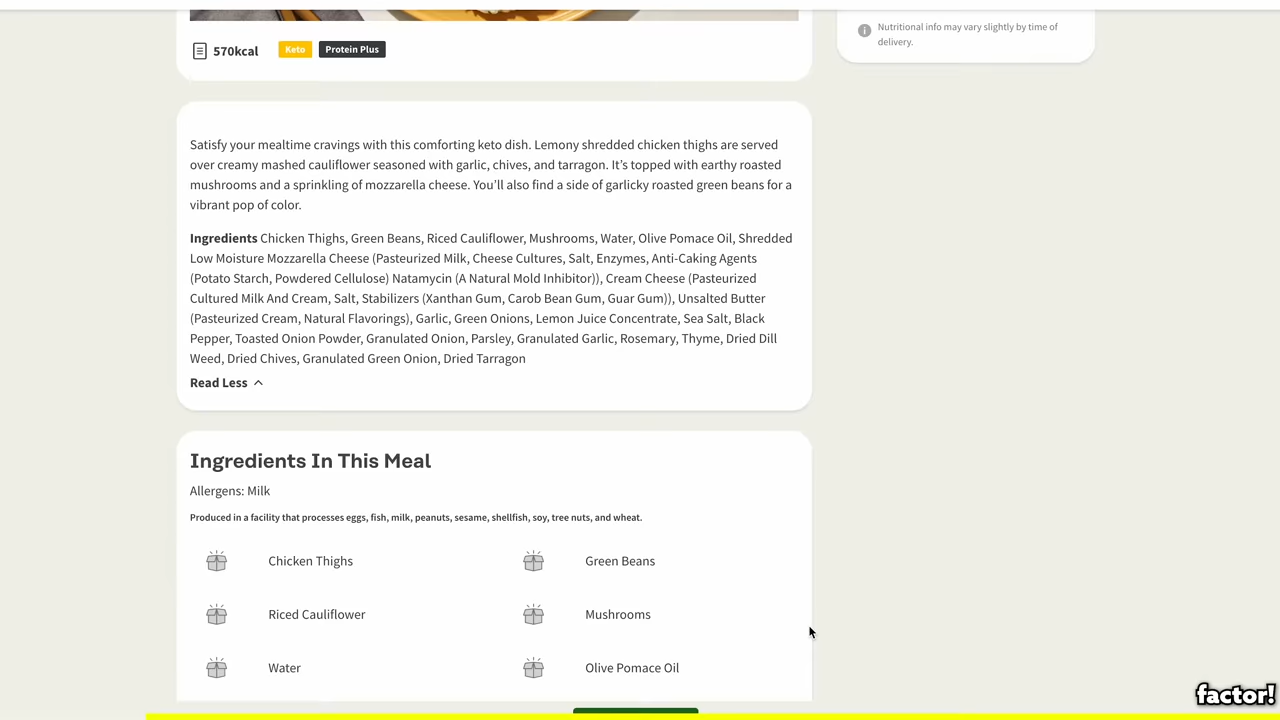 Nutritional info may vary slightly by time of
delivery.
570kcal
Keto
Protein Plus
Satisfy your mealtime cravings with this comforting keto dish. Lemony shredded chicken thighs are served
over creamy mashed cauliflower seasoned with garlic, chives, and tarragon. It’s topped with earthy roasted
mushrooms and a sprinkling of mozzarella cheese. You’ll also find a side of garlicky roasted green beans for a
vibrant pop of color.
Ingredients Chicken Thighs, Green Beans, Riced Cauliflower, Mushrooms, Water, Olive Pomace Oil, Shredded
Low Moisture Mozzarella Cheese (Pasteurized Milk, Cheese Cultures, Salt, Enzymes, Anti-Caking Agents
(Potato Starch, Powdered Cellulose) Natamycin (A Natural Mold Inhibitor)), Cream Cheese (Pasteurized
Cultured Milk And Cream, Salt, Stabilizers (Xanthan Gum, Carob Bean Gum, Guar Gum)), Unsalted Butter
(Pasteurized Cream, Natural Flavorings), Garlic, Green Onions, Lemon Juice Concentrate, Sea Salt, Black
Pepper, Toasted Onion Powder, Granulated Onion, Parsley, Granulated Garlic, Rosemary, Thyme, Dried Dill
Weed, Dried Chives, Granulated Green Onion, Dried Tarragon
Read Less
Ingredients In This Meal
Allergens: Milk
Produced in a facility that processes eggs, fish, milk, peanuts, sesame, shellfish, soy, tree nuts, and wheat.
Chicken Thighs
Green Beans
Riced Cauliflower
Mushrooms
Water
Olive Pomace Oil
factor!